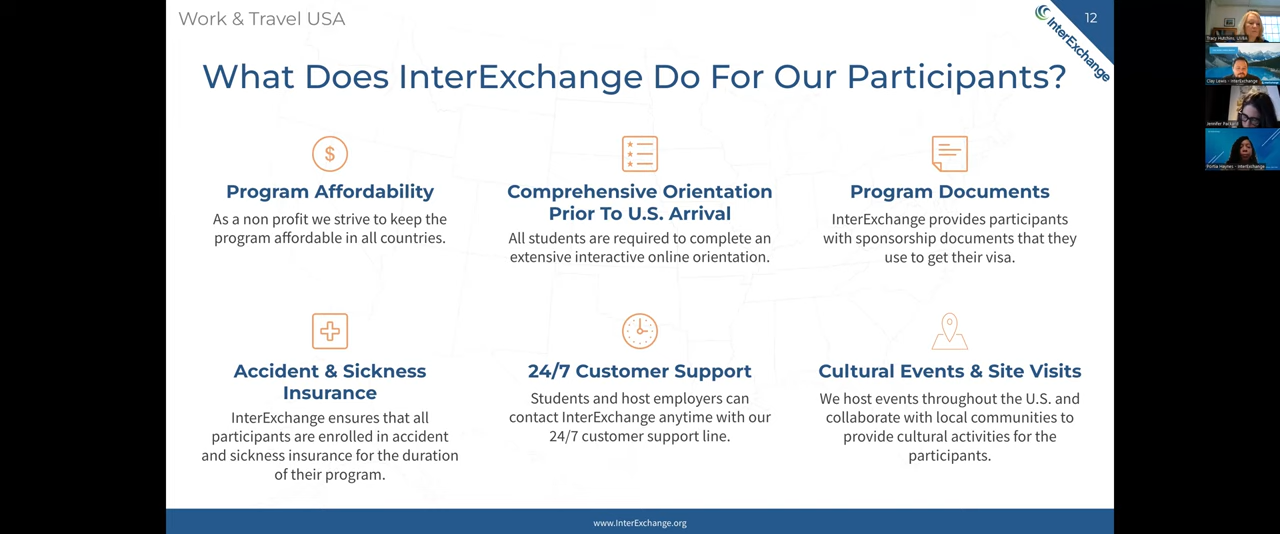 Work & Travel USA
12
InterExchange
What Does InterExchange Do For Our Participants?
$
Program Affordability
As a non profit we strive to keep the
program affordable in all countries.
Comprehensive Orientation
Prior To U.S. Arrival
All students are required to complete an
extensive interactive online orientation.
Program Documents
InterExchange provides participants
with sponsorship documents that they
use to get their visa.
Accident & Sickness
Insurance
InterExchange ensures that all
participants are enrolled in accident
and sickness insurance for the duration
of their program.
24/7 Customer Support
Students and host employers can
contact InterExchange anytime with our
24/7 customer support line.
Cultural Events & Site Visits
We host events throughout the U.S. and
collaborate with local communities to
provide cultural activities for the
participants.
www.InterExchange.org
Clay Lewis - InterExchange
Portia Haynes - InterExchange